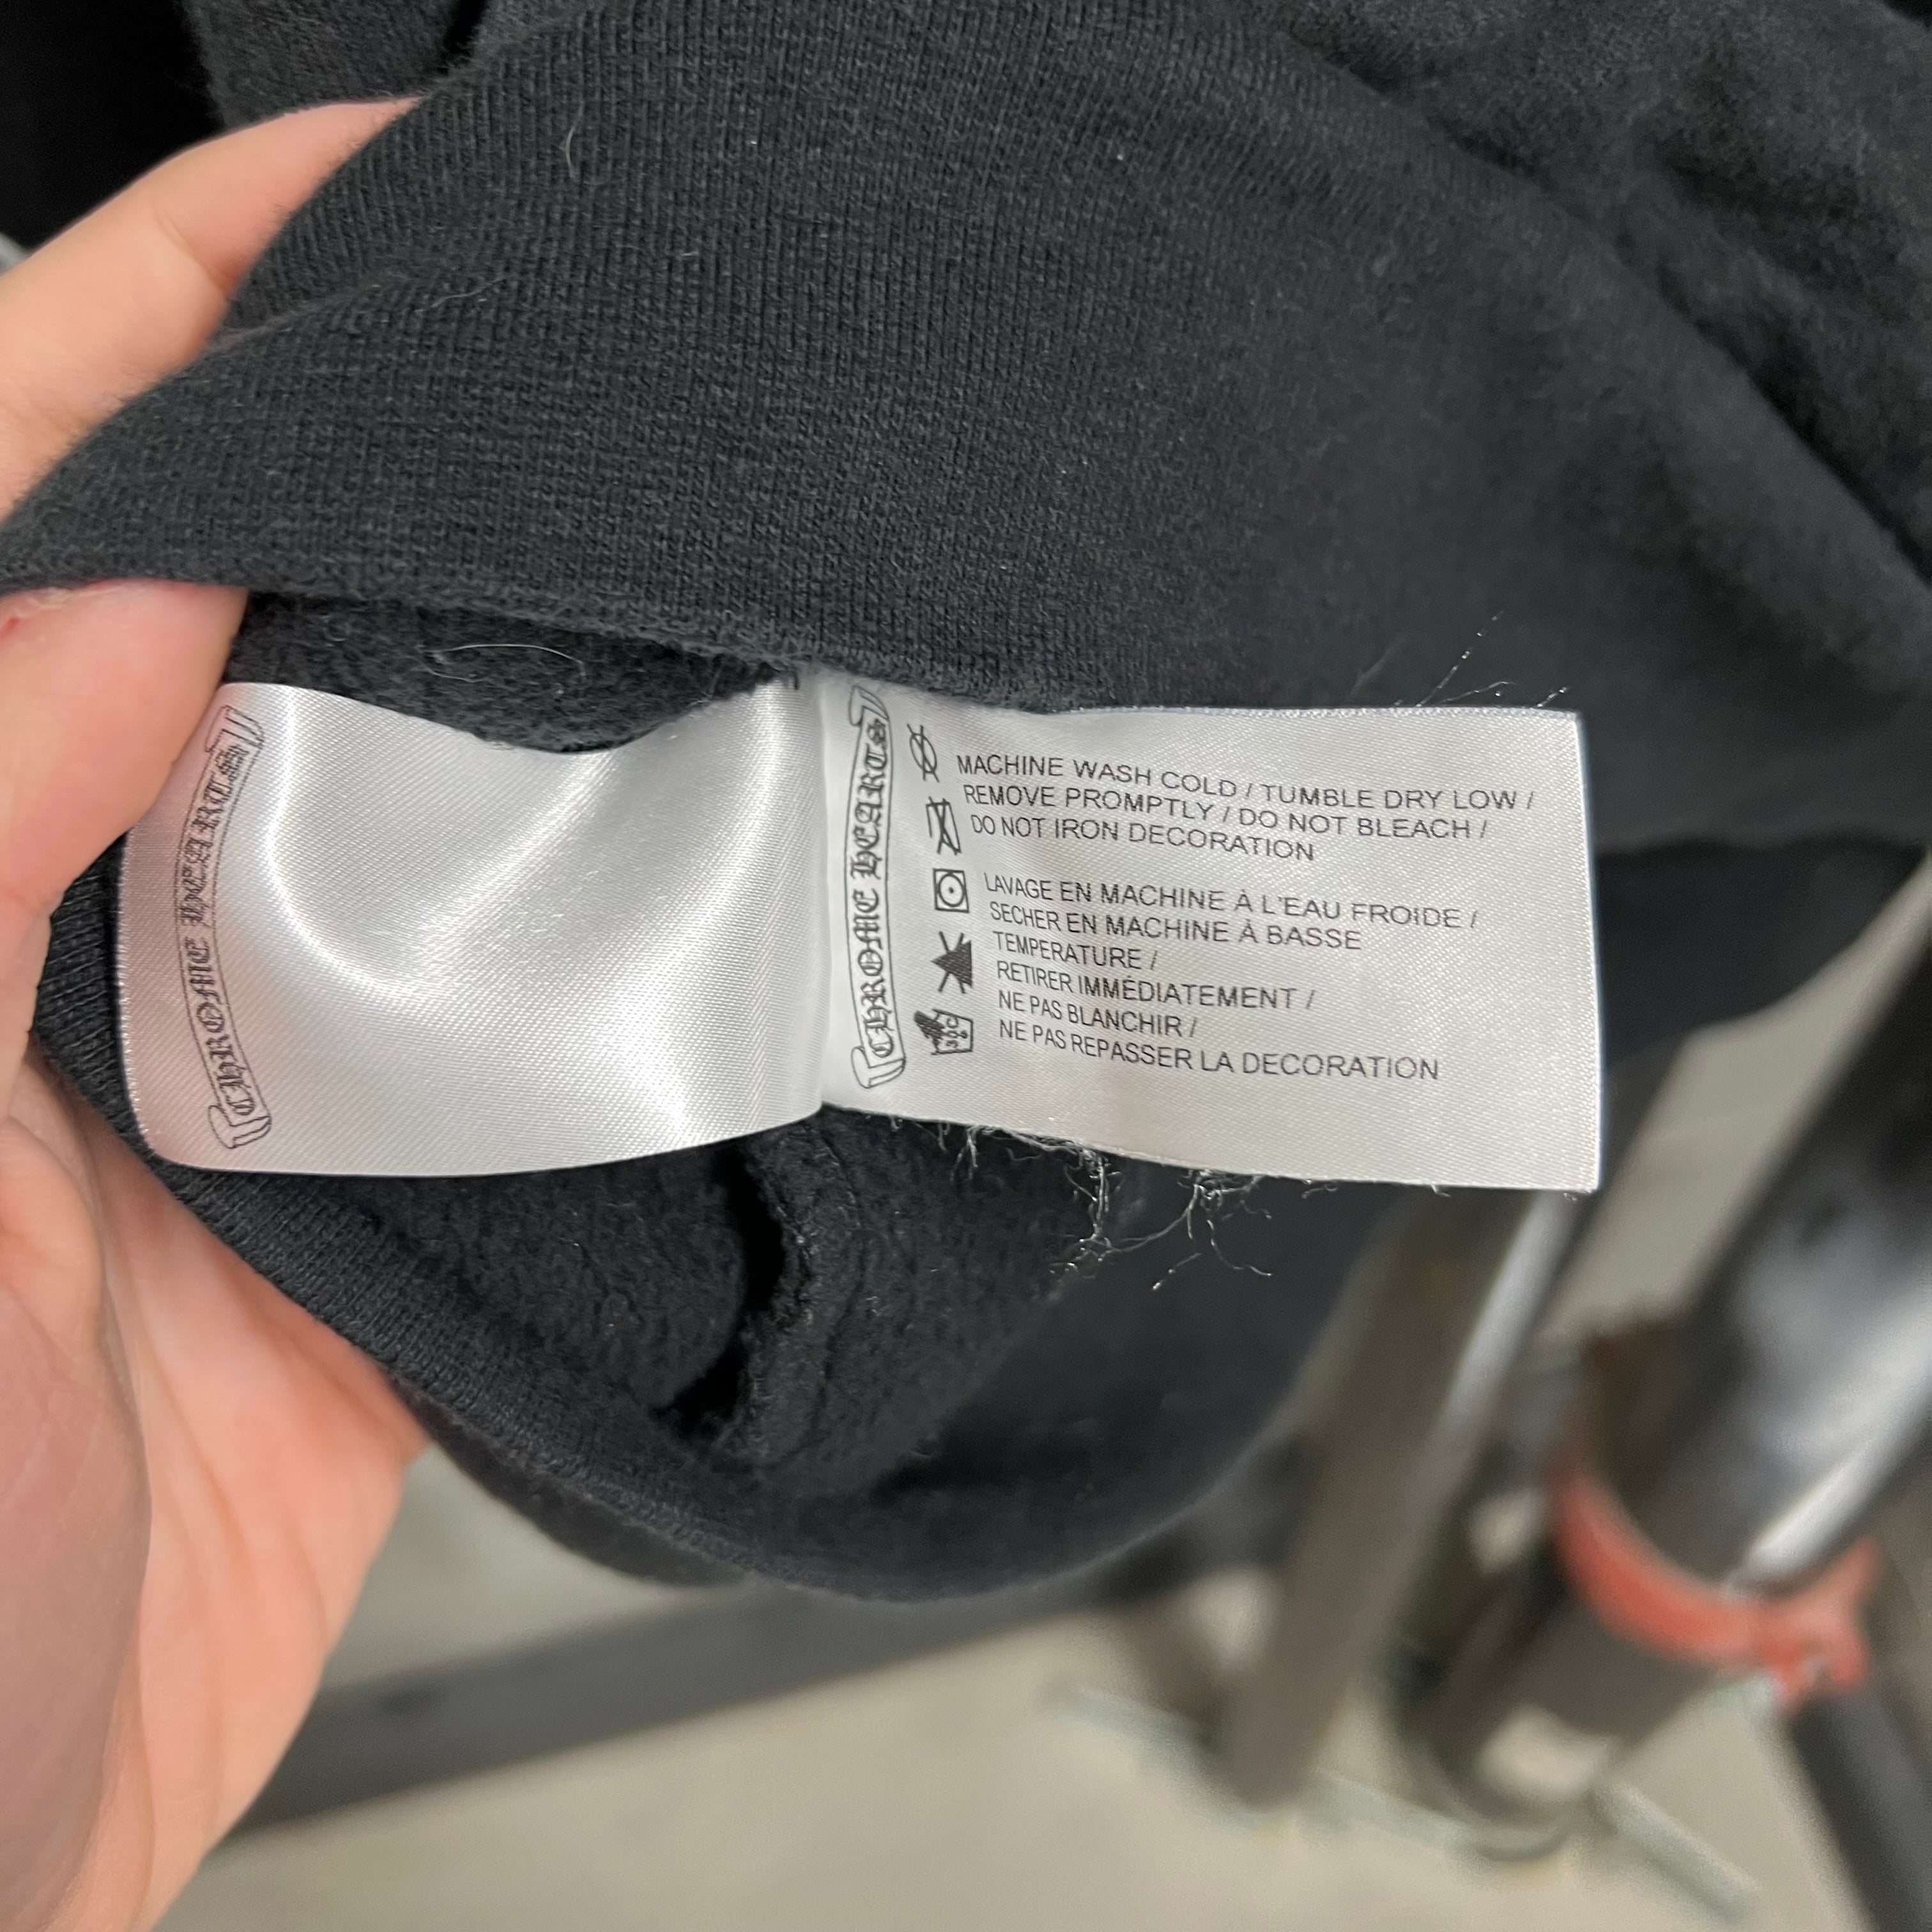 CHROME HEARTS
CHROME HEARTS
MACHINE WASH COLD / TUMBLE DRY LOW /
REMOVE PROMPTLY / DO NOT BLEACH /
DO NOT IRON DECORATION
LAVAGE EN MACHINE À L'EAU FROIDE /
SECHER EN MACHINE À BASSE
TEMPERATURE /
RETIRER IMMÉDIATEMENT /
NE PAS BLANCHIR /
NE PAS REPASSER LA DECORATION
30C